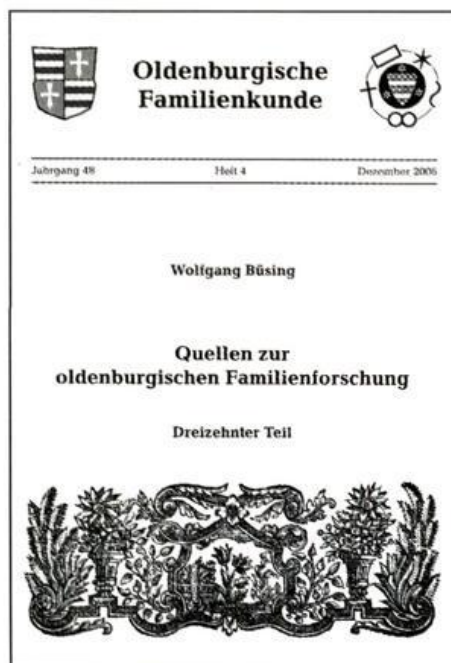 Oldenburgische
Familienkunde
Jahrgang 48 Heft 4 Dezember 2006
Wolfgang Büsing
Quellen zur
oldenburgischen Familienforschung
Dreizehnter Teil